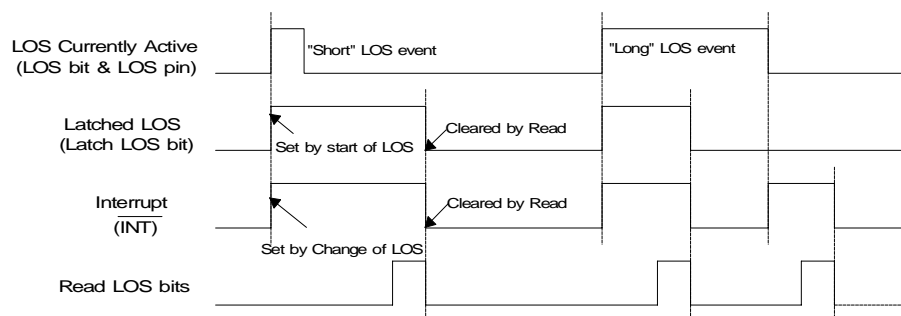 LOS Currently Active
(LOS bit & LOS pin)
"Short" LOS event
"Long" LOS event
Latched LOS
(Latch LOS bit)
Set by start of LOS
Cleared by Read
Interrupt
(INT)
Set by Change of LOS
Cleared by Read
Read LOS bits